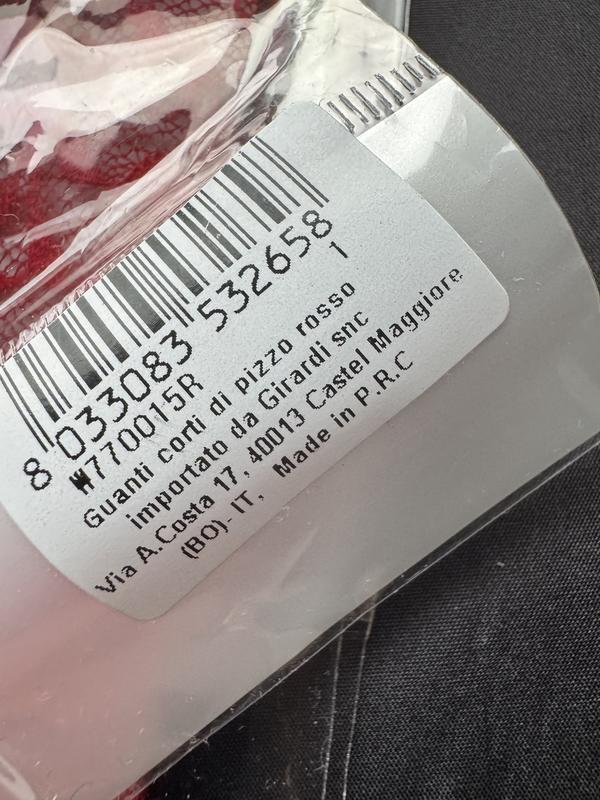 8 033083 532658
1
W770015R
Guanti corti di pizzo rosso
importato da Girardi snc
Via A.Costa 17, 40013 Castel Maggiore
(BO)- IT, Made in P.R.C